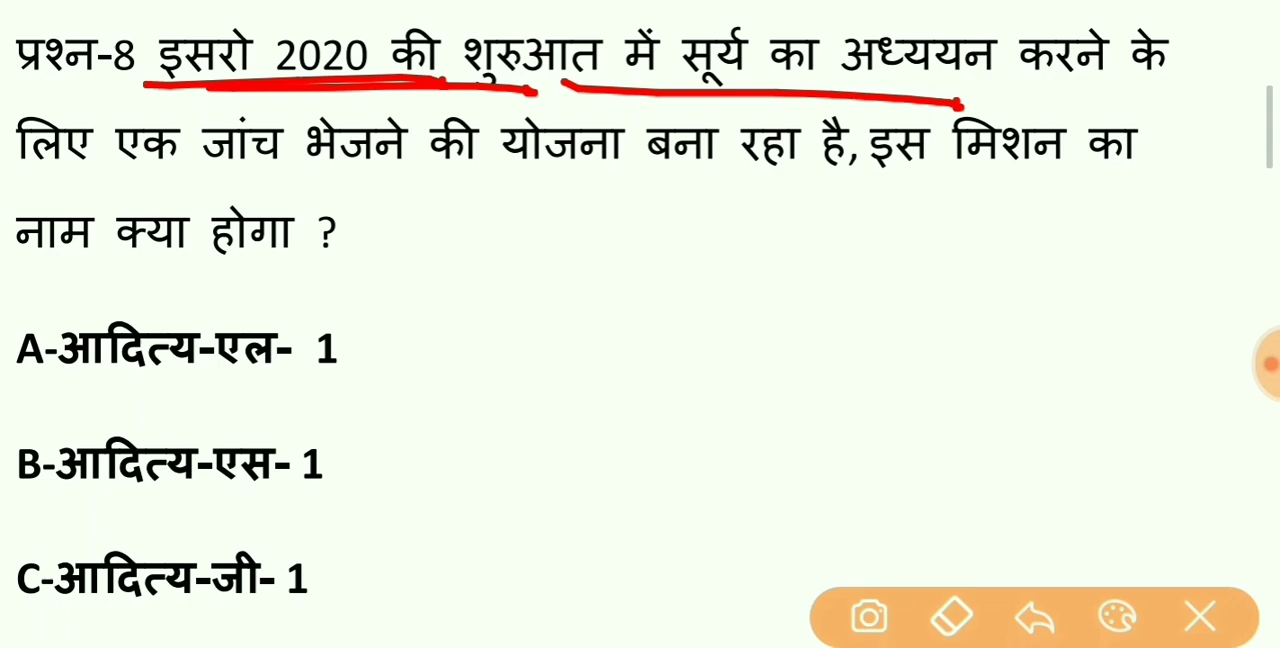 प्रश्न-8 इसरो 2020 की शुरुआत में सूर्य का अध्ययन करने के
लिए एक जांच भेजने की योजना बना रहा है, इस मिशन का
नाम क्या होगा ?
A-आदित्य-एल- 1
B-आदित्य-एस- 1
C-आदित्य-जी- 1